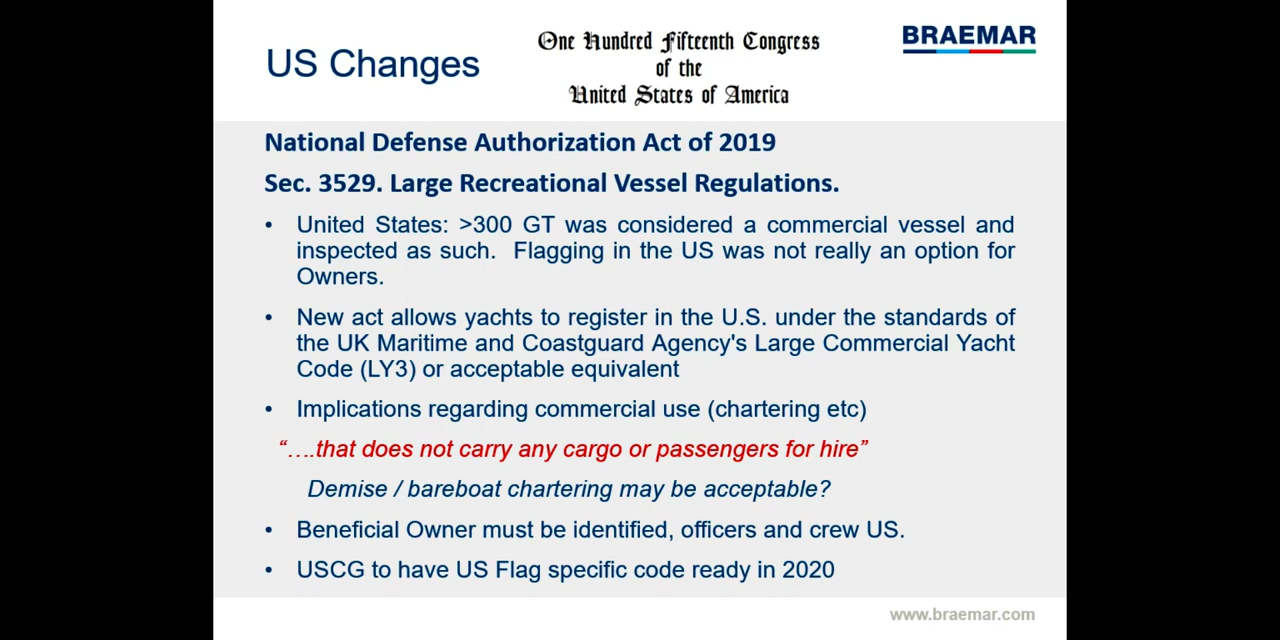 US Changes
One Hundred Fifteenth Congress
of the
United States of America
BRAEMAR
National Defense Authorization Act of 2019
Sec. 3529. Large Recreational Vessel Regulations.
• United States: >300 GT was considered a commercial vessel and
inspected as such. Flagging in the US was not really an option for
Owners.
• New act allows yachts to register in the U.S. under the standards of
the UK Maritime and Coastguard Agency's Large Commercial Yacht
Code (LY3) or acceptable equivalent
• Implications regarding commercial use (chartering etc)
“….that does not carry any cargo or passengers for hire”
Demise / bareboat chartering may be acceptable?
• Beneficial Owner must be identified, officers and crew US.
• USCG to have US Flag specific code ready in 2020
www.braemar.com